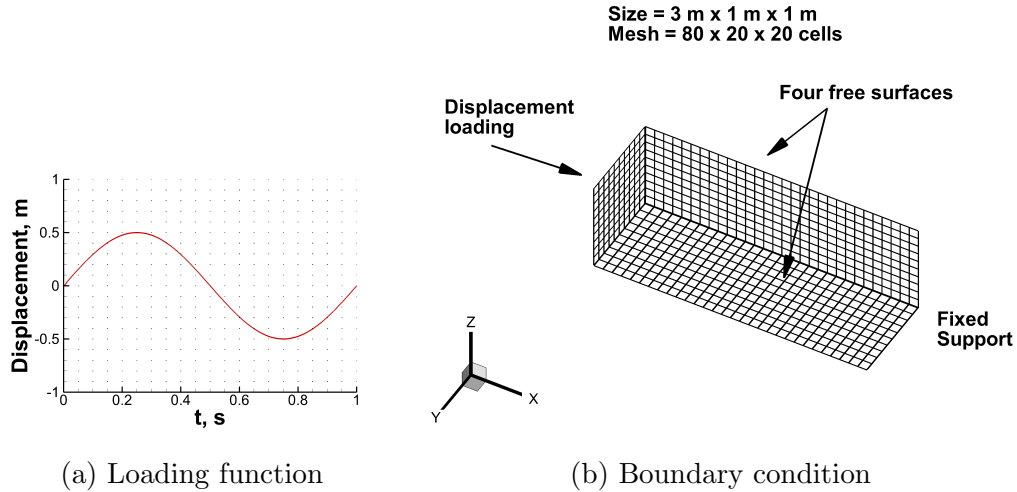 Size = 3 m x 1 m x 1 m
Mesh = 80 x 20 x 20 cells
Four free surfaces
Displacement
loading
Fixed
Support
Z
X
Y
Displacement, m
1
0.5
0
-0.5
-1
0 0.2 0.4 0.6 0.8 1
t, s
(a) Loading function
(b) Boundary condition